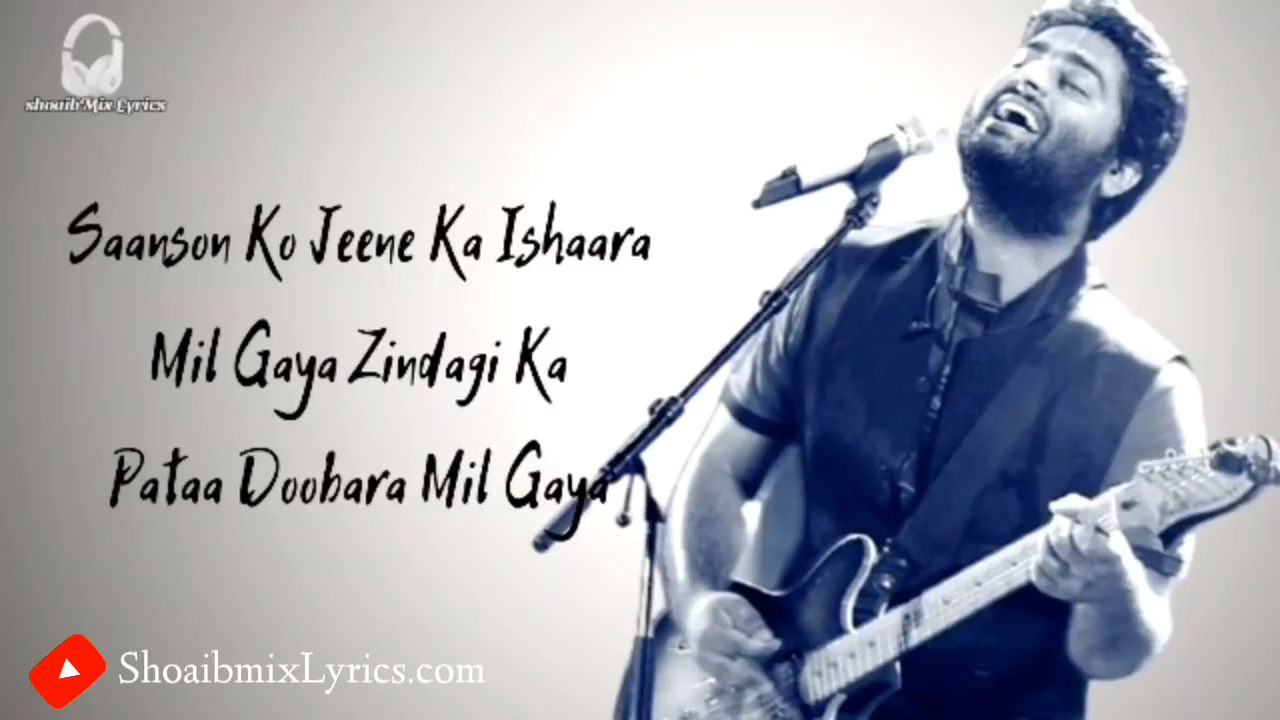 shoaib Mix Lyrics
Saanson Ko Jeene Ka Ishaara
Mil Gaya Zindagi Ka
Pataa Doobara Mil Gaya
ShoaibmixLyrics.com